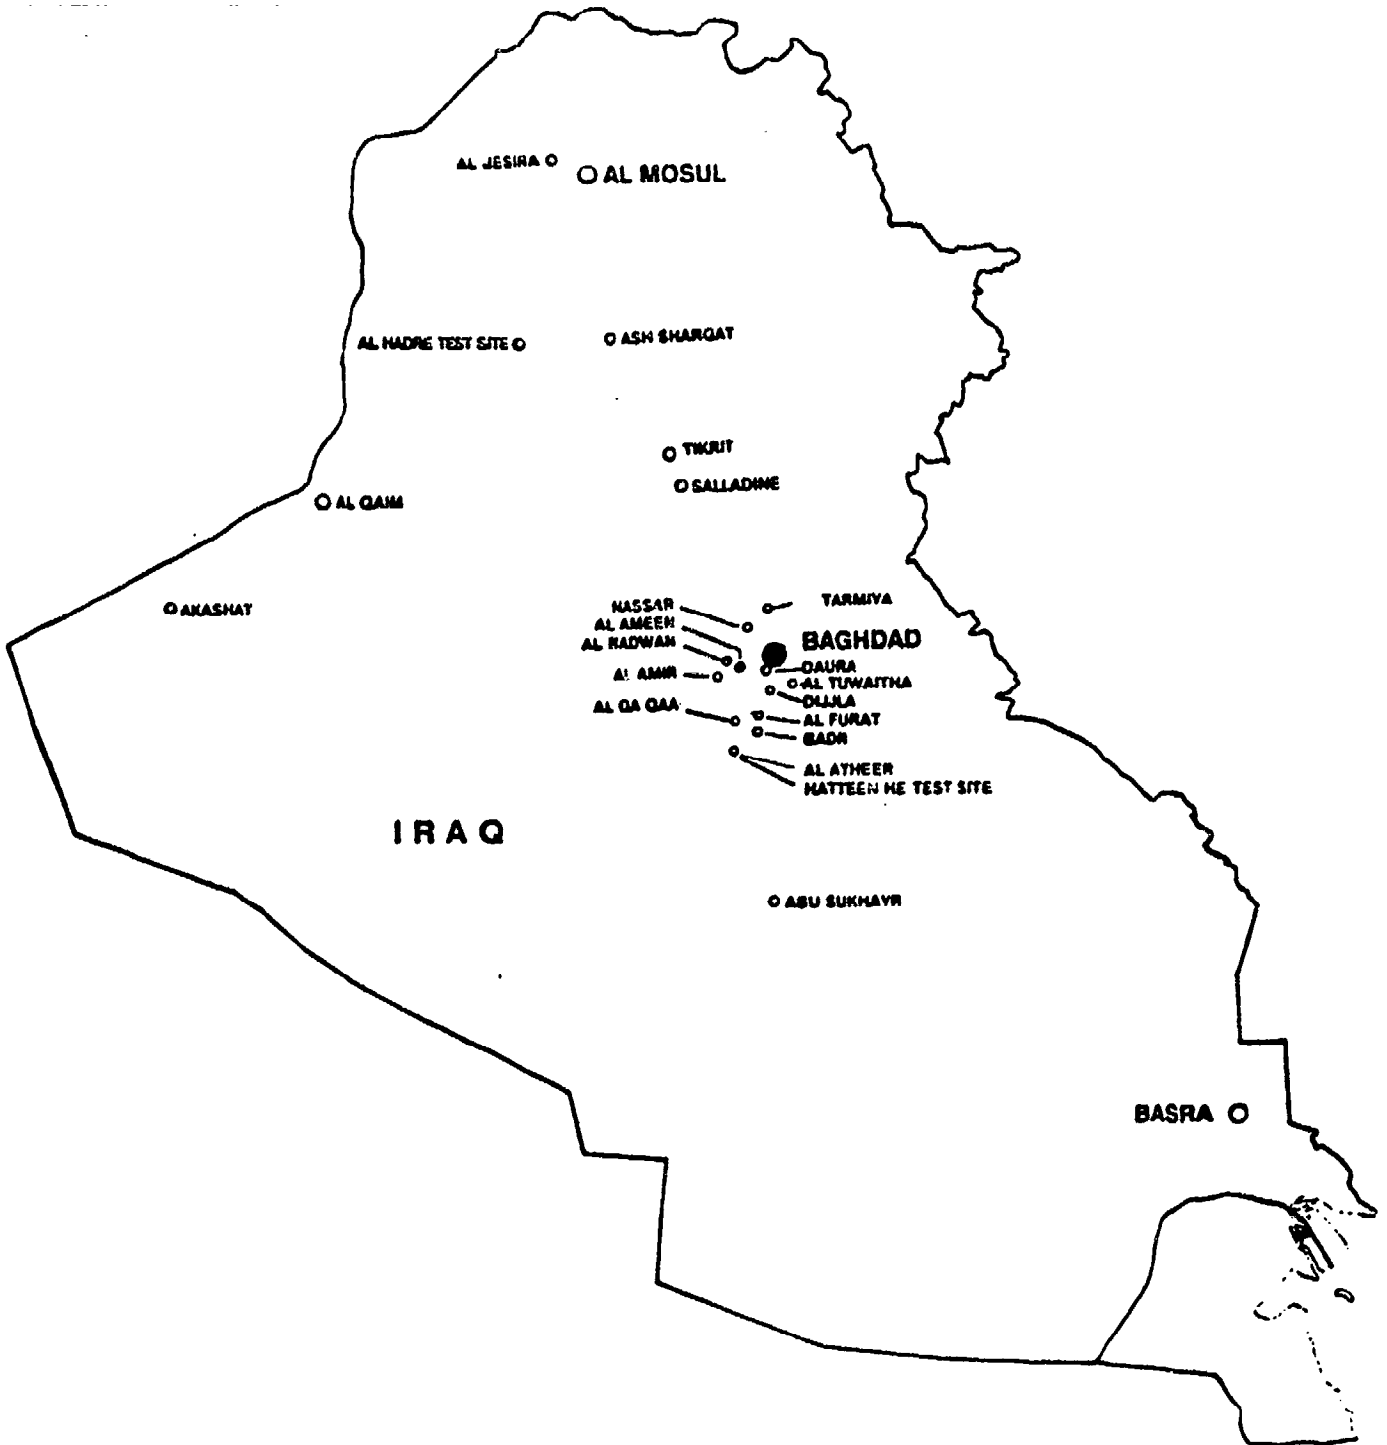 AL JESIRA
AL MOSUL
AL HADRE TEST SITE
ASH SHARQAT
TIKRIT
SALLADINE
AL QAIM
AKASHAT
NASSAR
TARMIYA
AL AMEEN
BAGHDAD
AL RADWAN
DAURA
AL AMIR
AL TUWAITHA
DIJLA
AL QA QAA
AL FURAT
BADR
AL ATHEER
HATTEEN HE TEST SITE
IRAQ
ABU SUKHAYR
BASRA